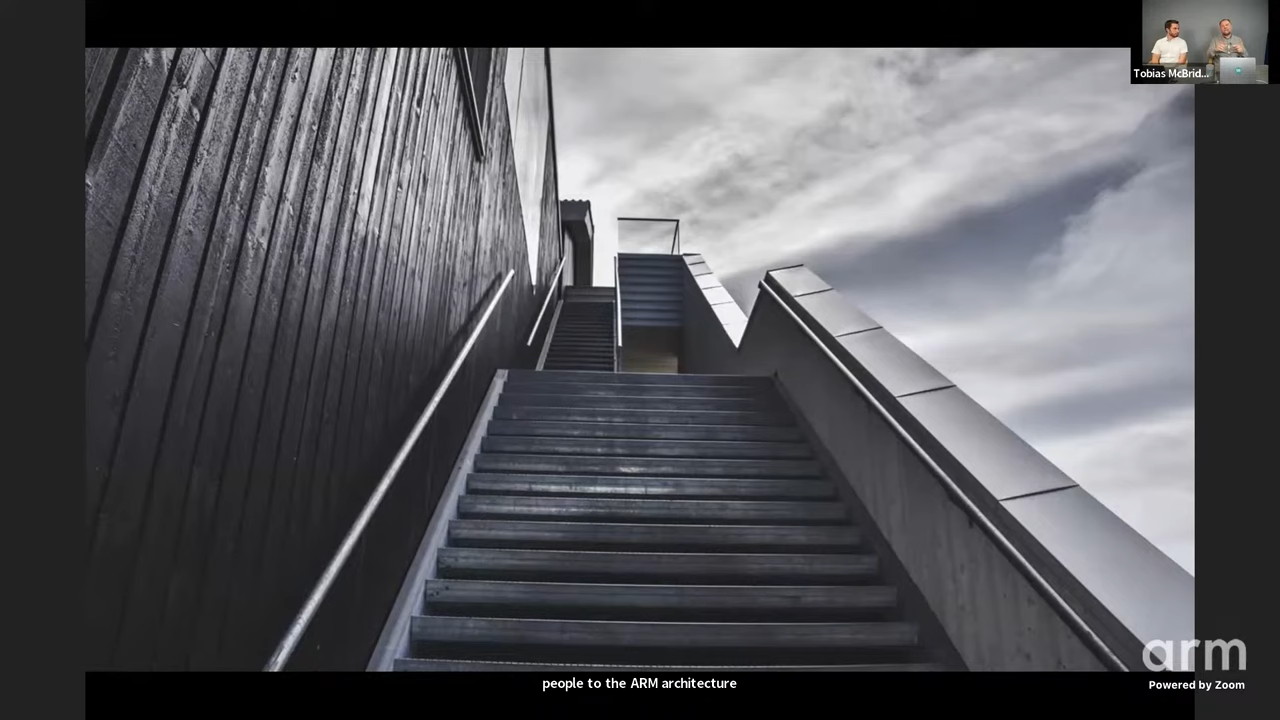 Tobias McBrid...
people to the ARM architecture
arm
Powered by Zoom